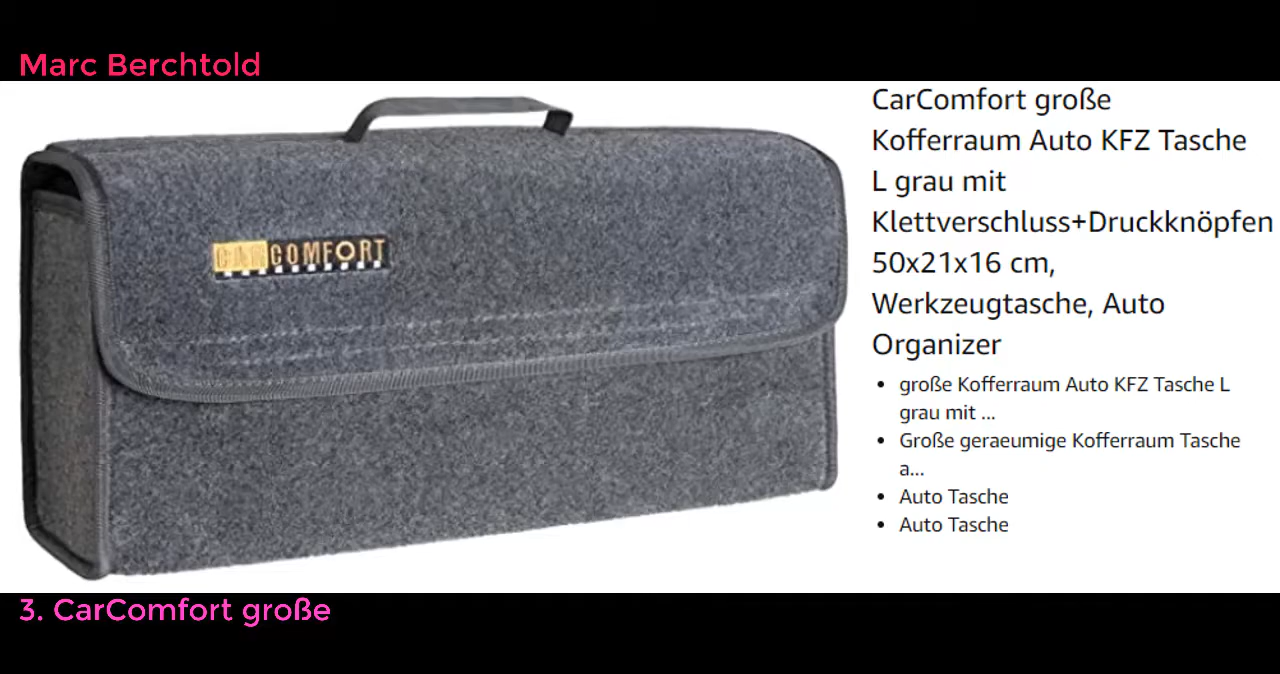 Marc Berchtold
CARCOMFORT
CarComfort große
Kofferraum Auto KFZ Tasche
L grau mit
Klettverschluss+Druckknöpfen
50x21x16 cm,
Werkzeugtasche, Auto
Organizer
• große Kofferraum Auto KFZ Tasche L
grau mit ...
• Große geraeumige Kofferraum Tasche
a...
• Auto Tasche
• Auto Tasche
3. CarComfort große